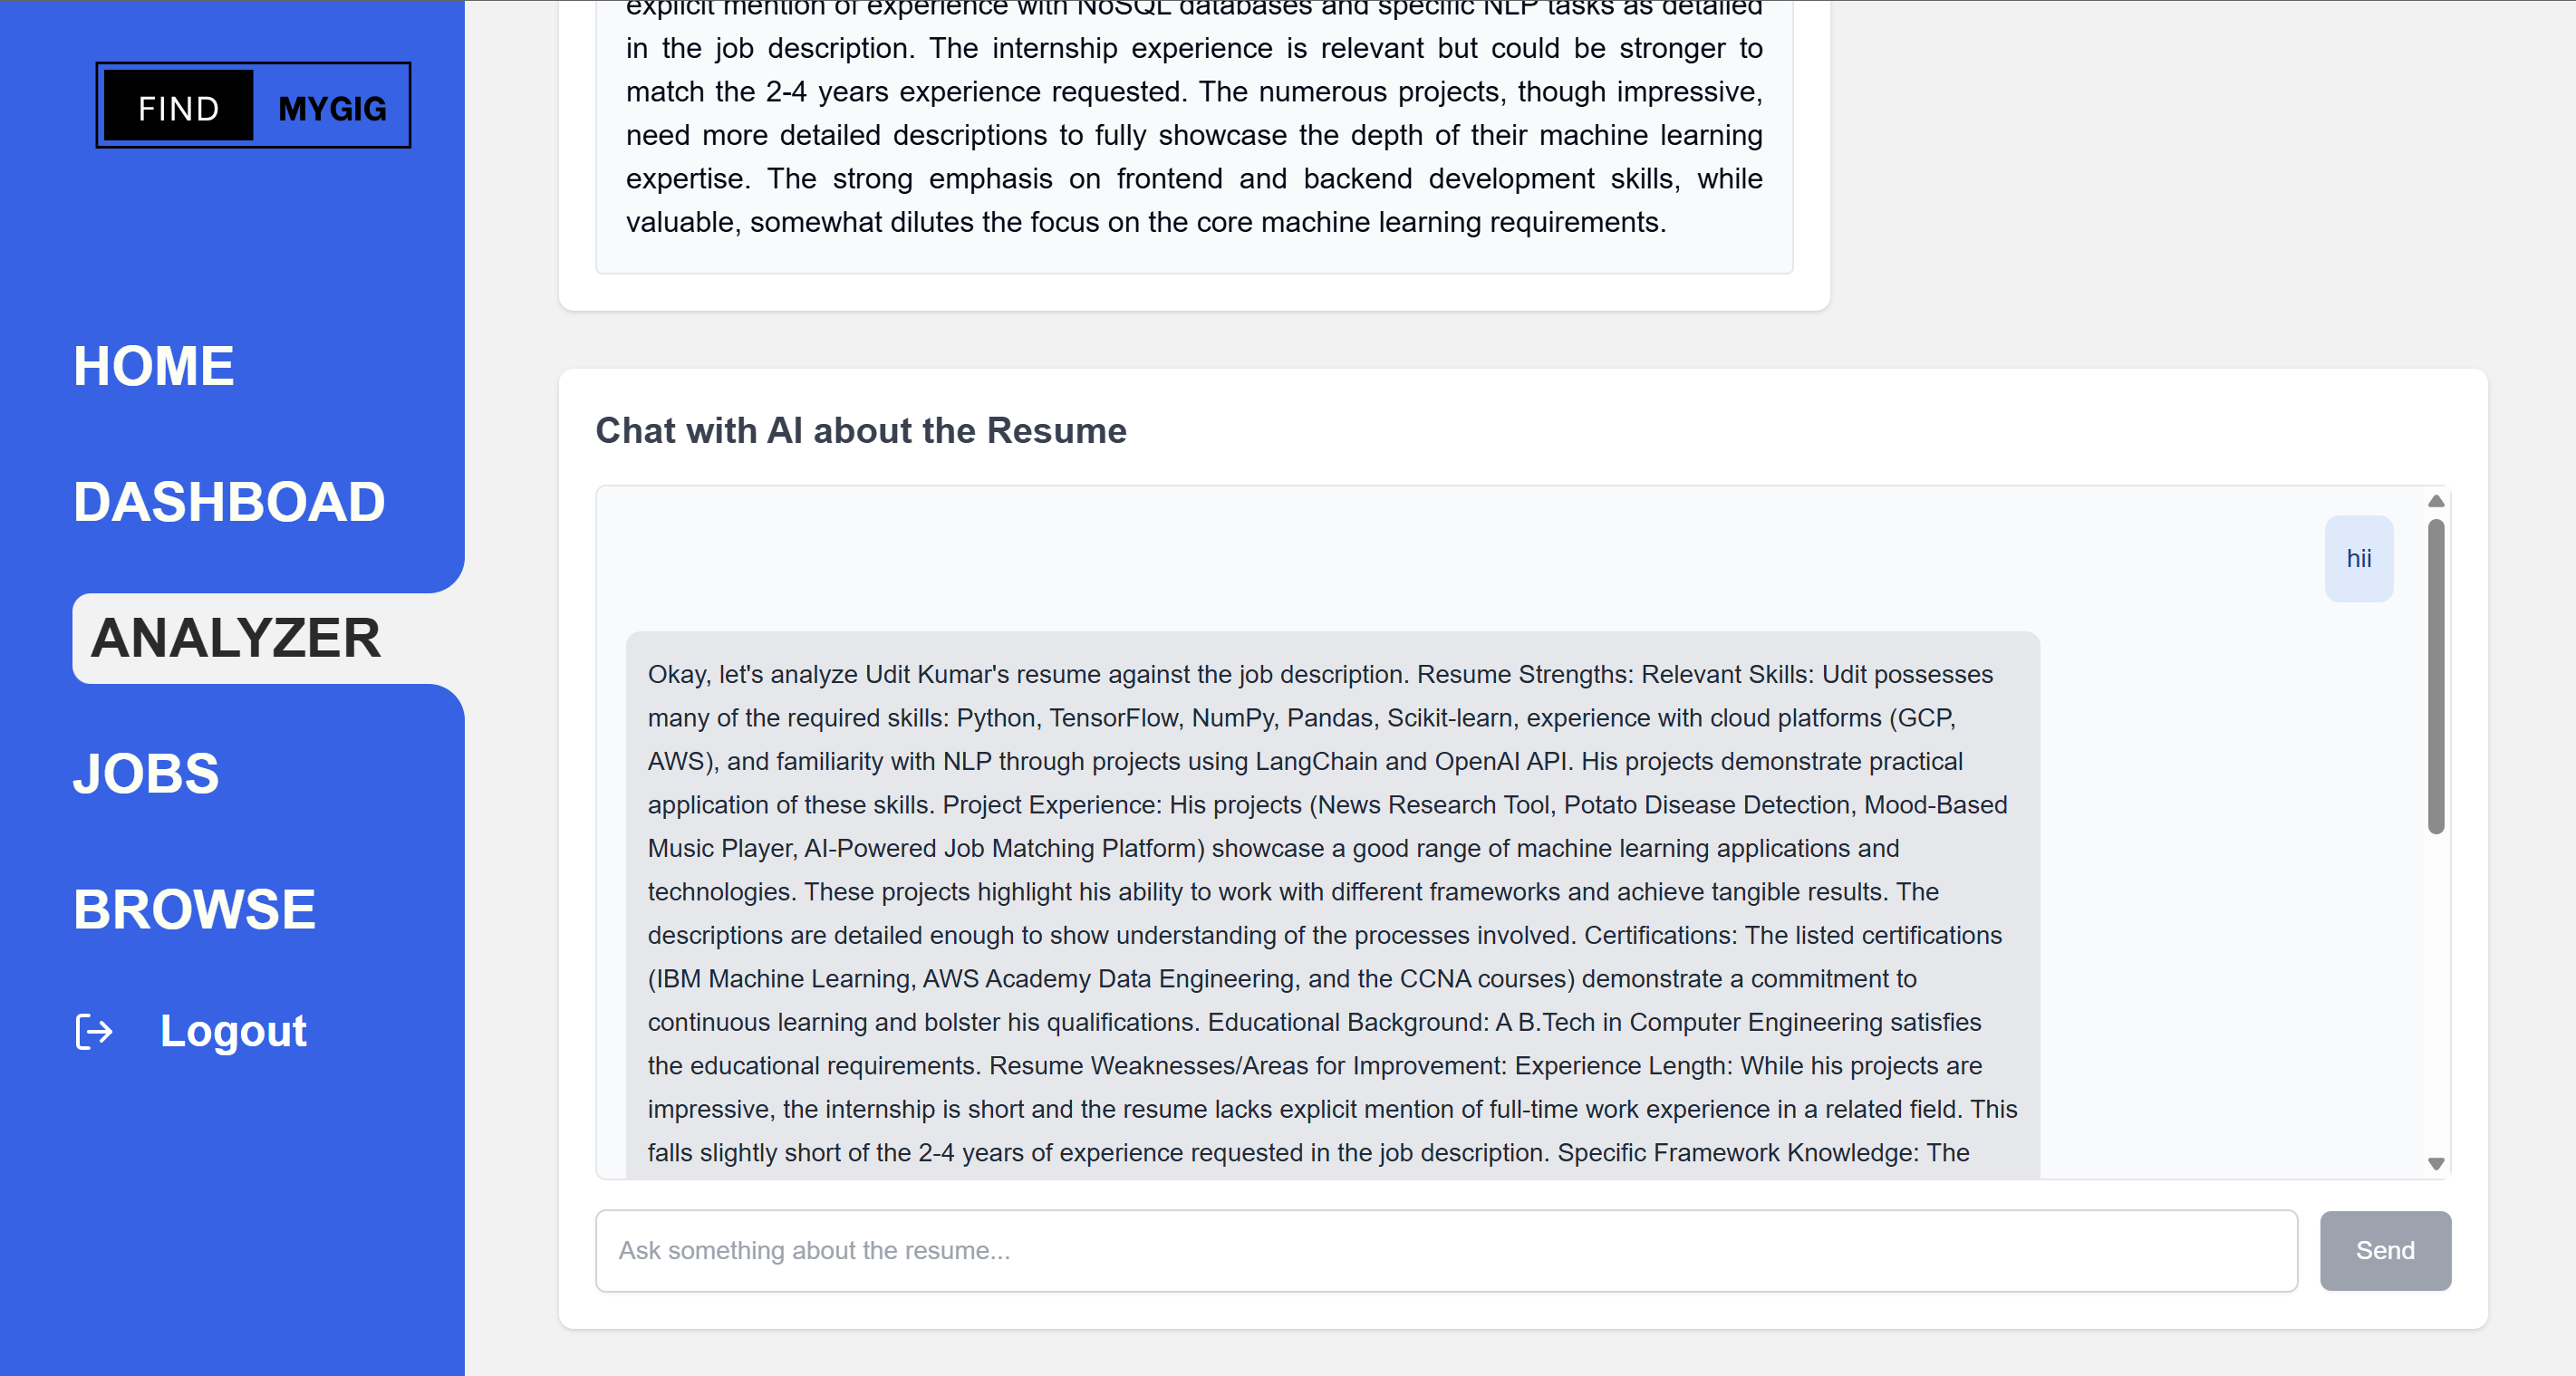 FIND MYGIG
HOME
DASHBOAD
ANALYZER
JOBS
BROWSE
Logout
explicit mention of experience with NoSQL databases and specific NLP tasks as detailed
in the job description. The internship experience is relevant but could be stronger to
match the 2-4 years experience requested. The numerous projects, though impressive,
need more detailed descriptions to fully showcase the depth of their machine learning
expertise. The strong emphasis on frontend and backend development skills, while
valuable, somewhat dilutes the focus on the core machine learning requirements.
Chat with AI about the Resume
hii
Okay, let's analyze Udit Kumar's resume against the job description. Resume Strengths: Relevant Skills: Udit possesses
many of the required skills: Python, TensorFlow, NumPy, Pandas, Scikit-learn, experience with cloud platforms (GCP,
AWS), and familiarity with NLP through projects using LangChain and OpenAI API. His projects demonstrate practical
application of these skills. Project Experience: His projects (News Research Tool, Potato Disease Detection, Mood-Based
Music Player, AI-Powered Job Matching Platform) showcase a good range of machine learning applications and
technologies. These projects highlight his ability to work with different frameworks and achieve tangible results. The
descriptions are detailed enough to show understanding of the processes involved. Certifications: The listed certifications
(IBM Machine Learning, AWS Academy Data Engineering, and the CCNA courses) demonstrate a commitment to
continuous learning and bolster his qualifications. Educational Background: A B.Tech in Computer Engineering satisfies
the educational requirements. Resume Weaknesses/Areas for Improvement: Experience Length: While his projects are
impressive, the internship is short and the resume lacks explicit mention of full-time work experience in a related field. This
falls slightly short of the 2-4 years of experience requested in the job description. Specific Framework Knowledge: The
Ask something about the resume...
Send